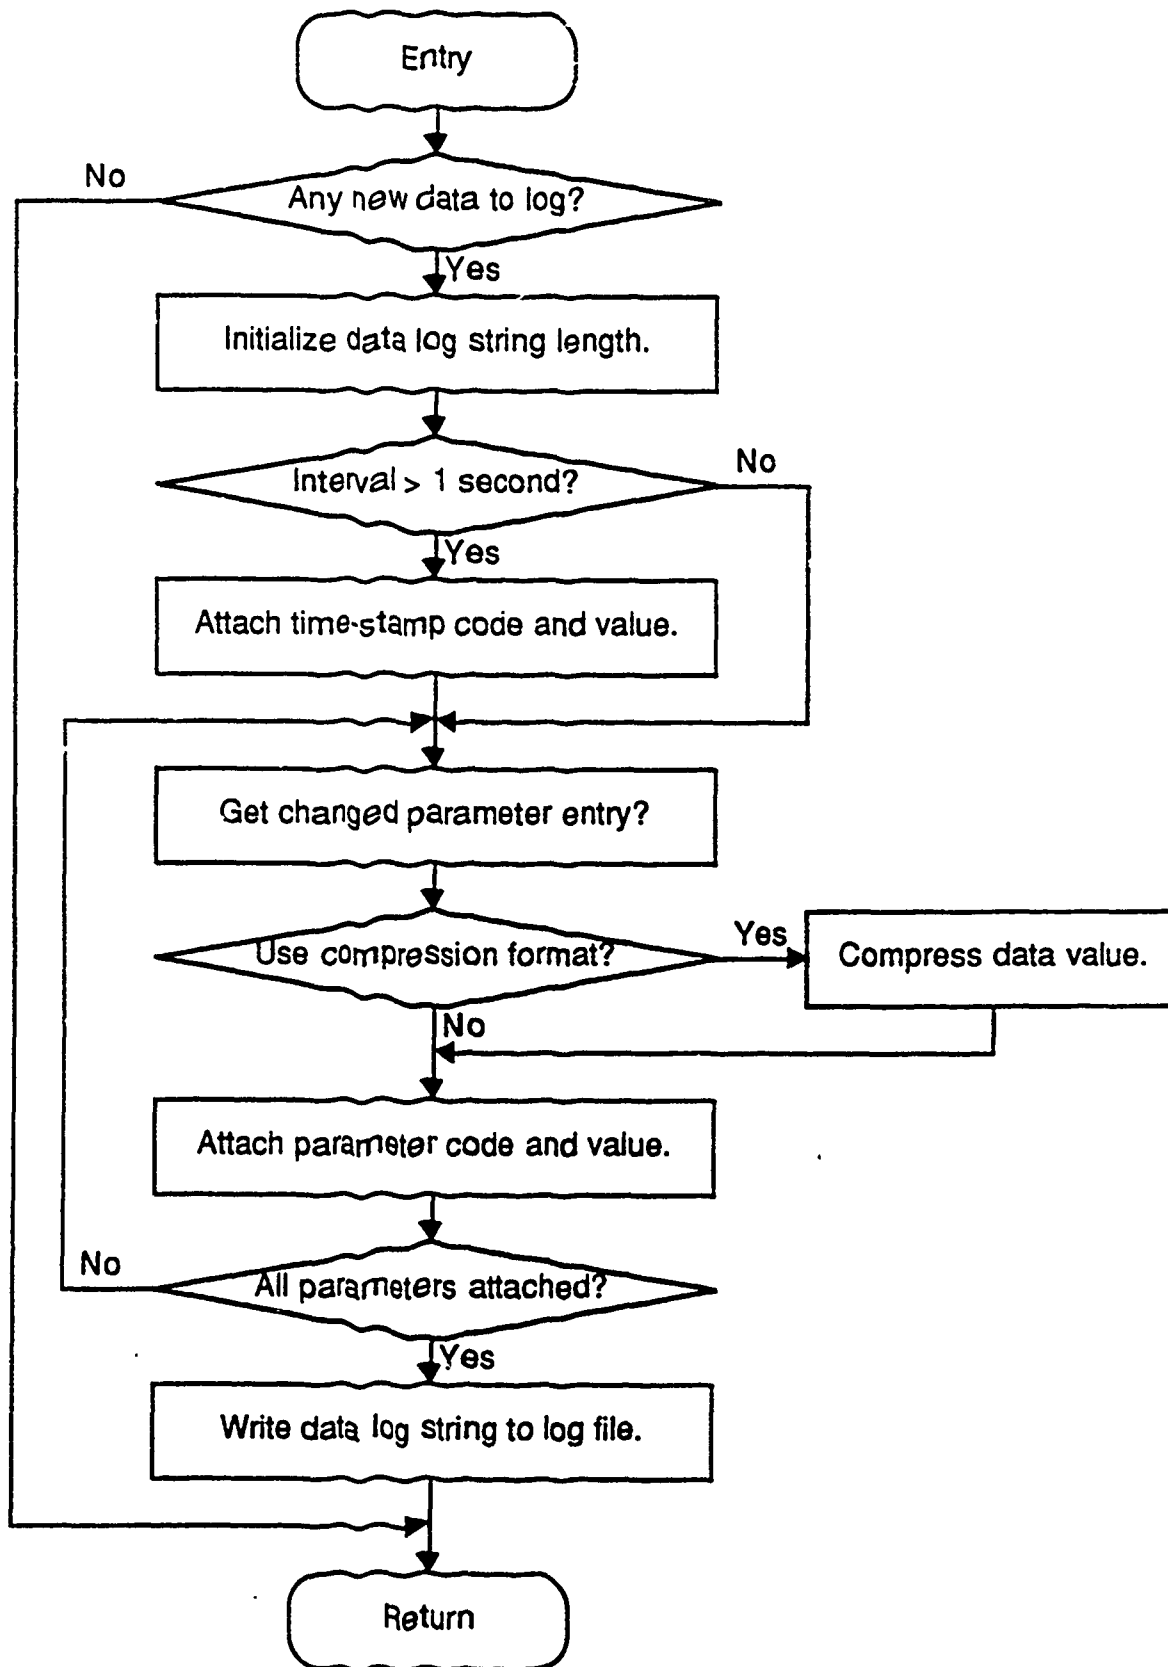 Entry
No
Any new data to log?
Yes
Initialize data log string length.
No
Interval > 1 second?
Yes
Attach time-stamp code and value.
Get changed parameter entry?
Use compression format?
Yes
Compress data value.
No
Attach parameter code and value.
No
All parameters attached?
Yes
Write data log string to log file.
Return